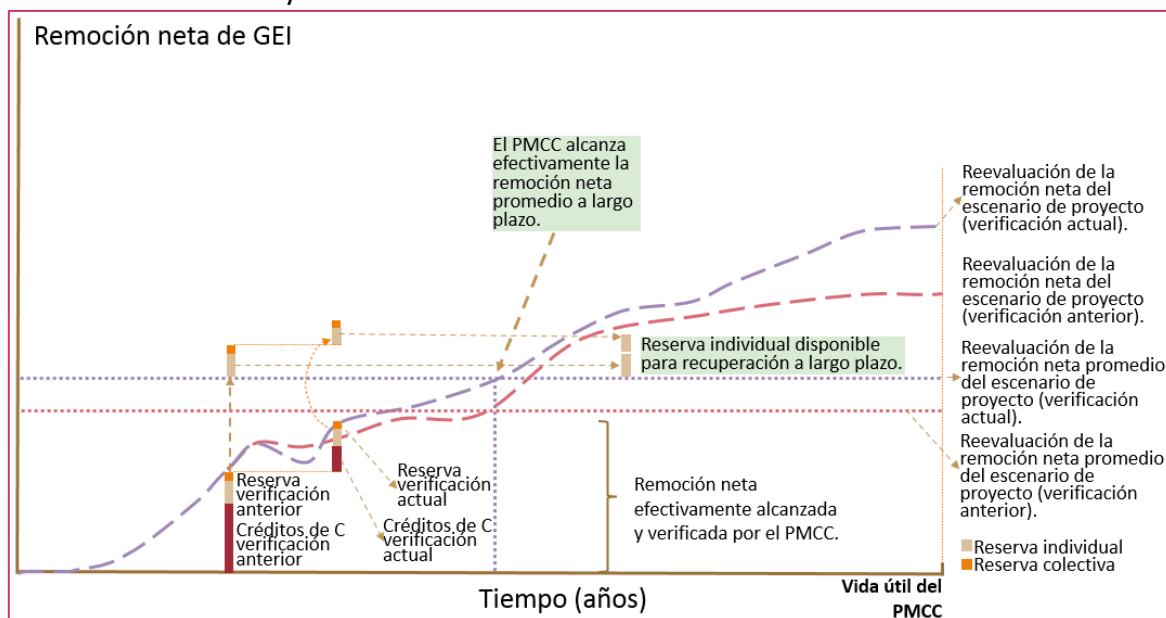 Remoción neta de GEI
El PMCC alcanza
efectivamente la
remoción neta
promedio a largo
plazo.
Reevaluación de la
remoción neta del
escenario de proyecto
(verificación actual).
Reevaluación de la
remoción neta del
escenario de proyecto
(verificación anterior).
Reserva individual disponible
para recuperación a largo plazo.
Reevaluación de la
remoción neta promedio
del escenario de
proyecto (verificación
actual).
Reevaluación de la
remoción neta promedio
del escenario de
proyecto (verificación
anterior).
Reserva
verificación
anterior
Créditos de C
verificación
anterior
Reserva
verificación
actual
Créditos de C
verificación
actual
Remoción neta
efectivamente alcanzada
y verificada por el PMCC.
Reserva individual
Reserva colectiva
Tiempo (años)
Vida útil del
PMCC